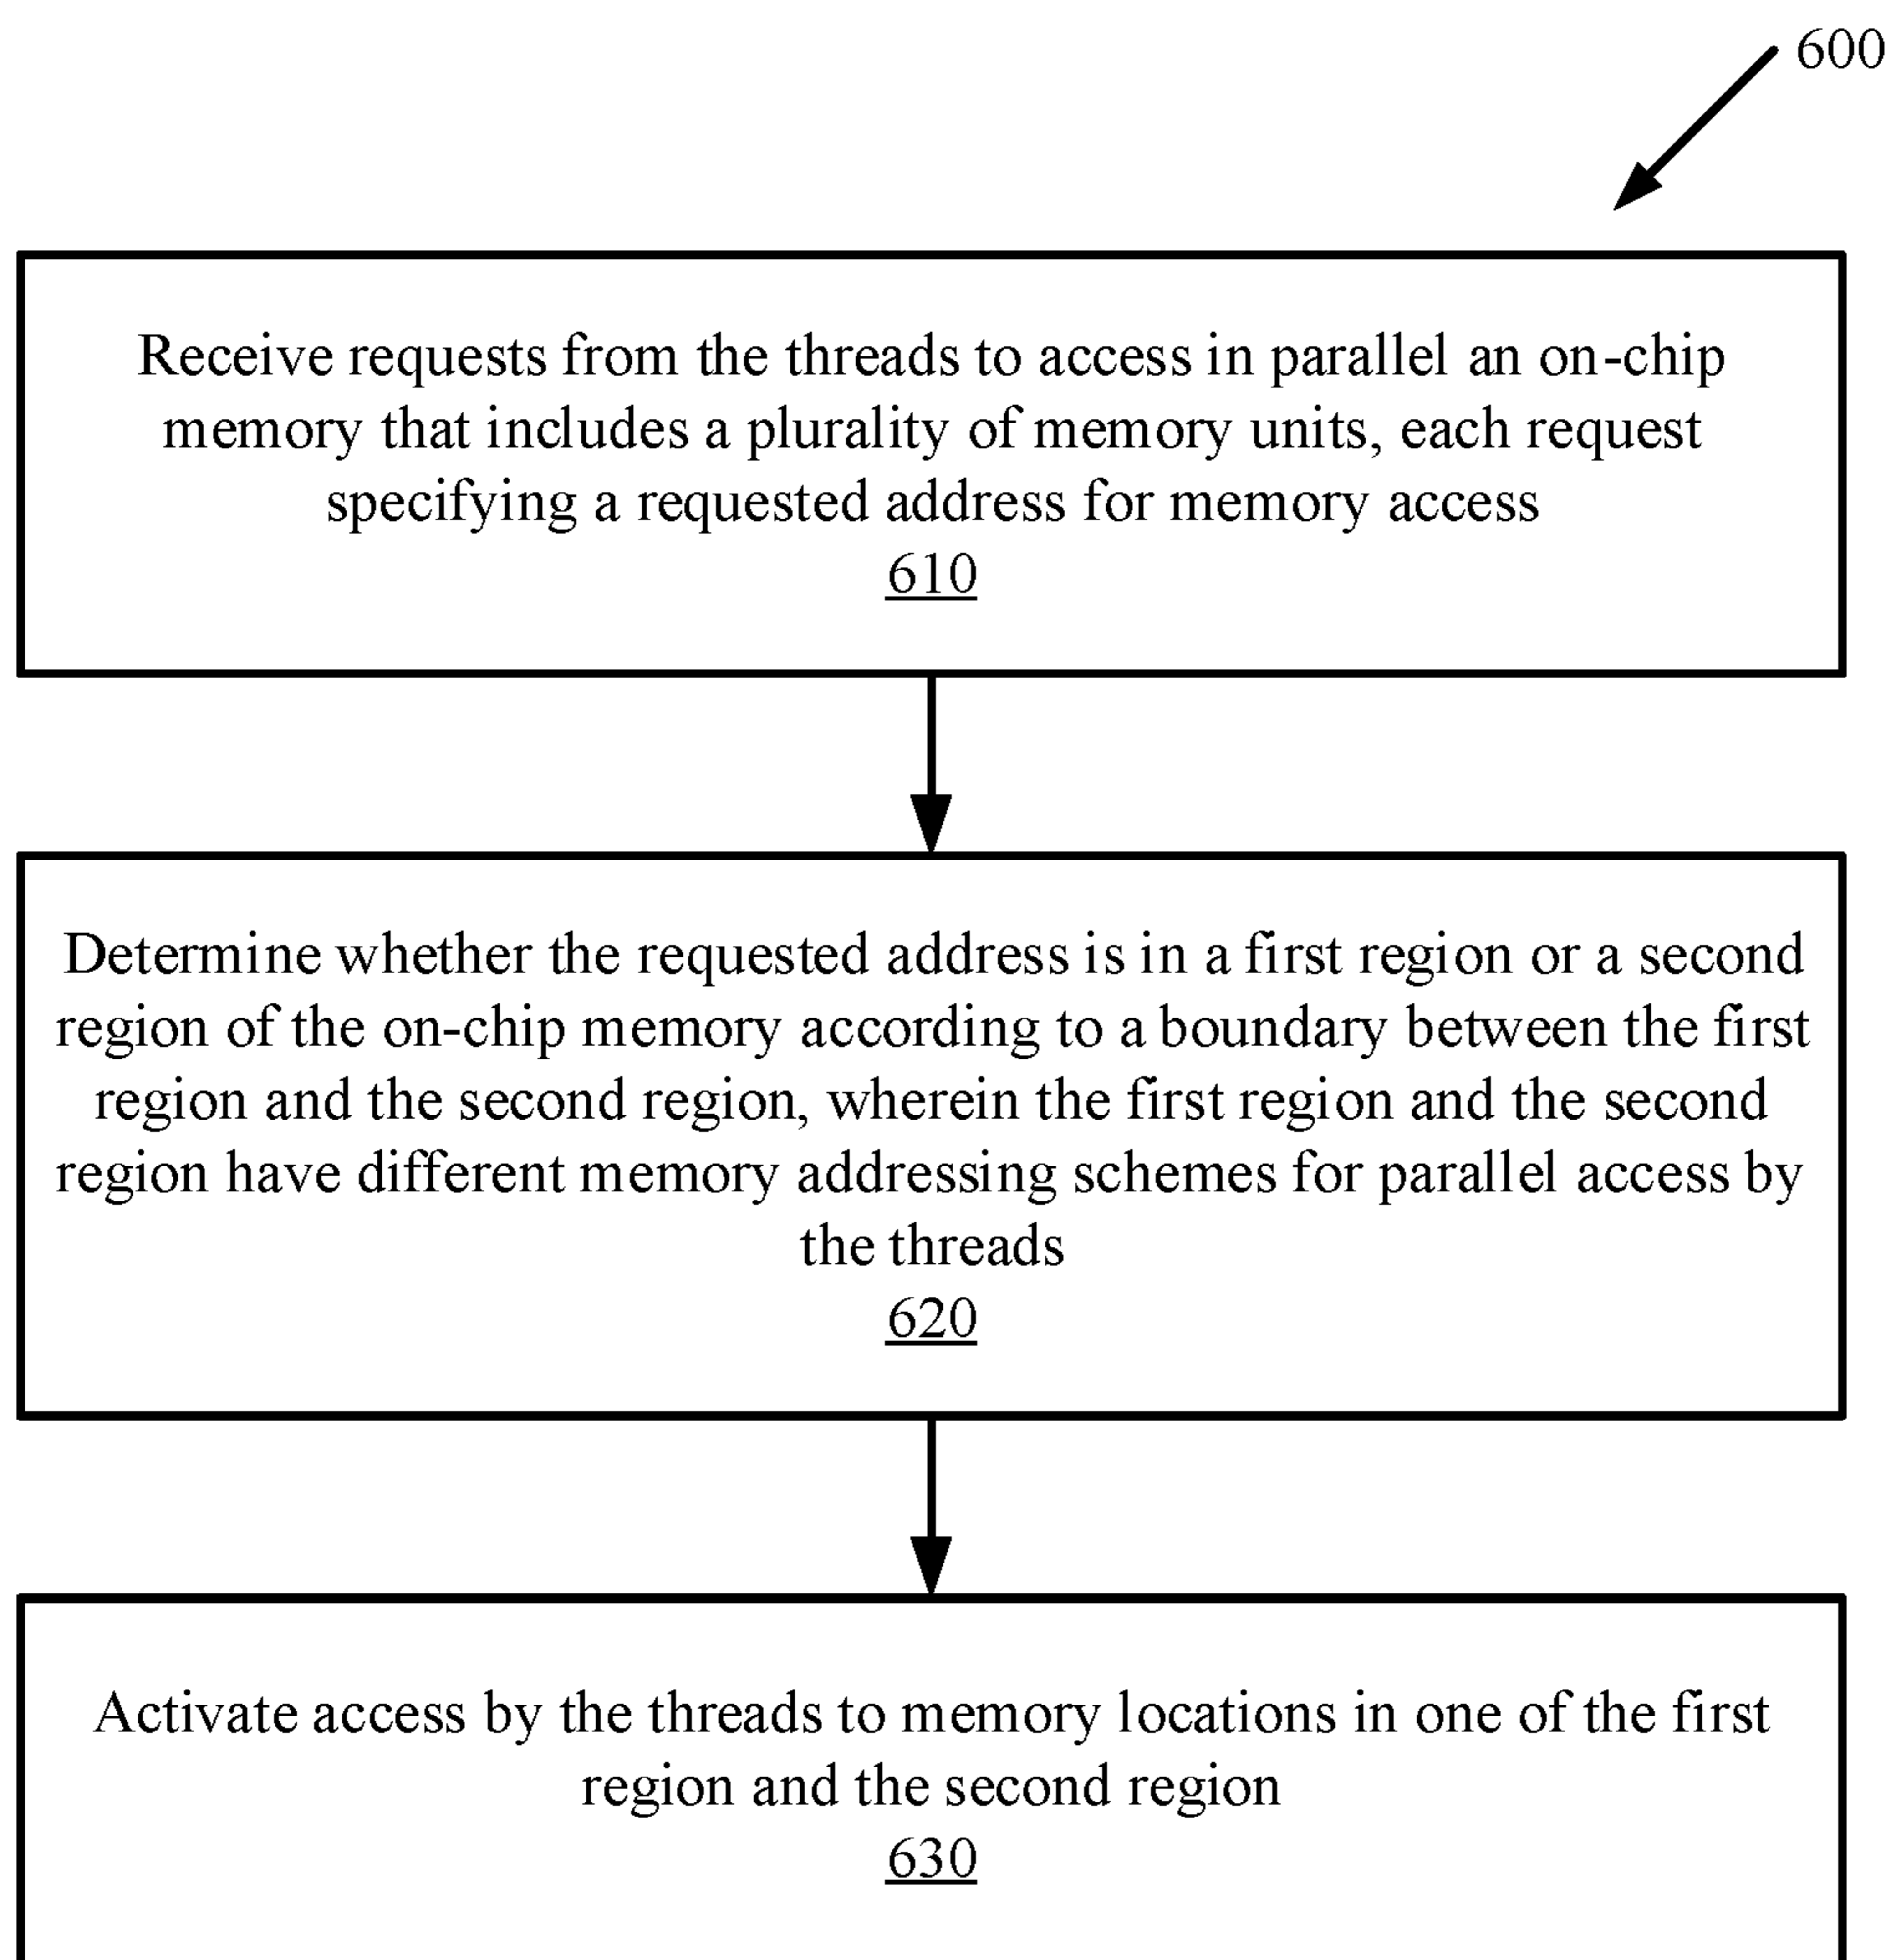 600
Receive requests from the threads to access in parallel an on-chip
memory that includes a plurality of memory units, each request
specifying a requested address for memory access
610
Determine whether the requested address is in a first region or a second
region of the on-chip memory according to a boundary between the first
region and the second region, wherein the first region and the second
region have different memory addressing schemes for parallel access by
the threads
620
Activate access by the threads to memory locations in one of the first
region and the second region
630